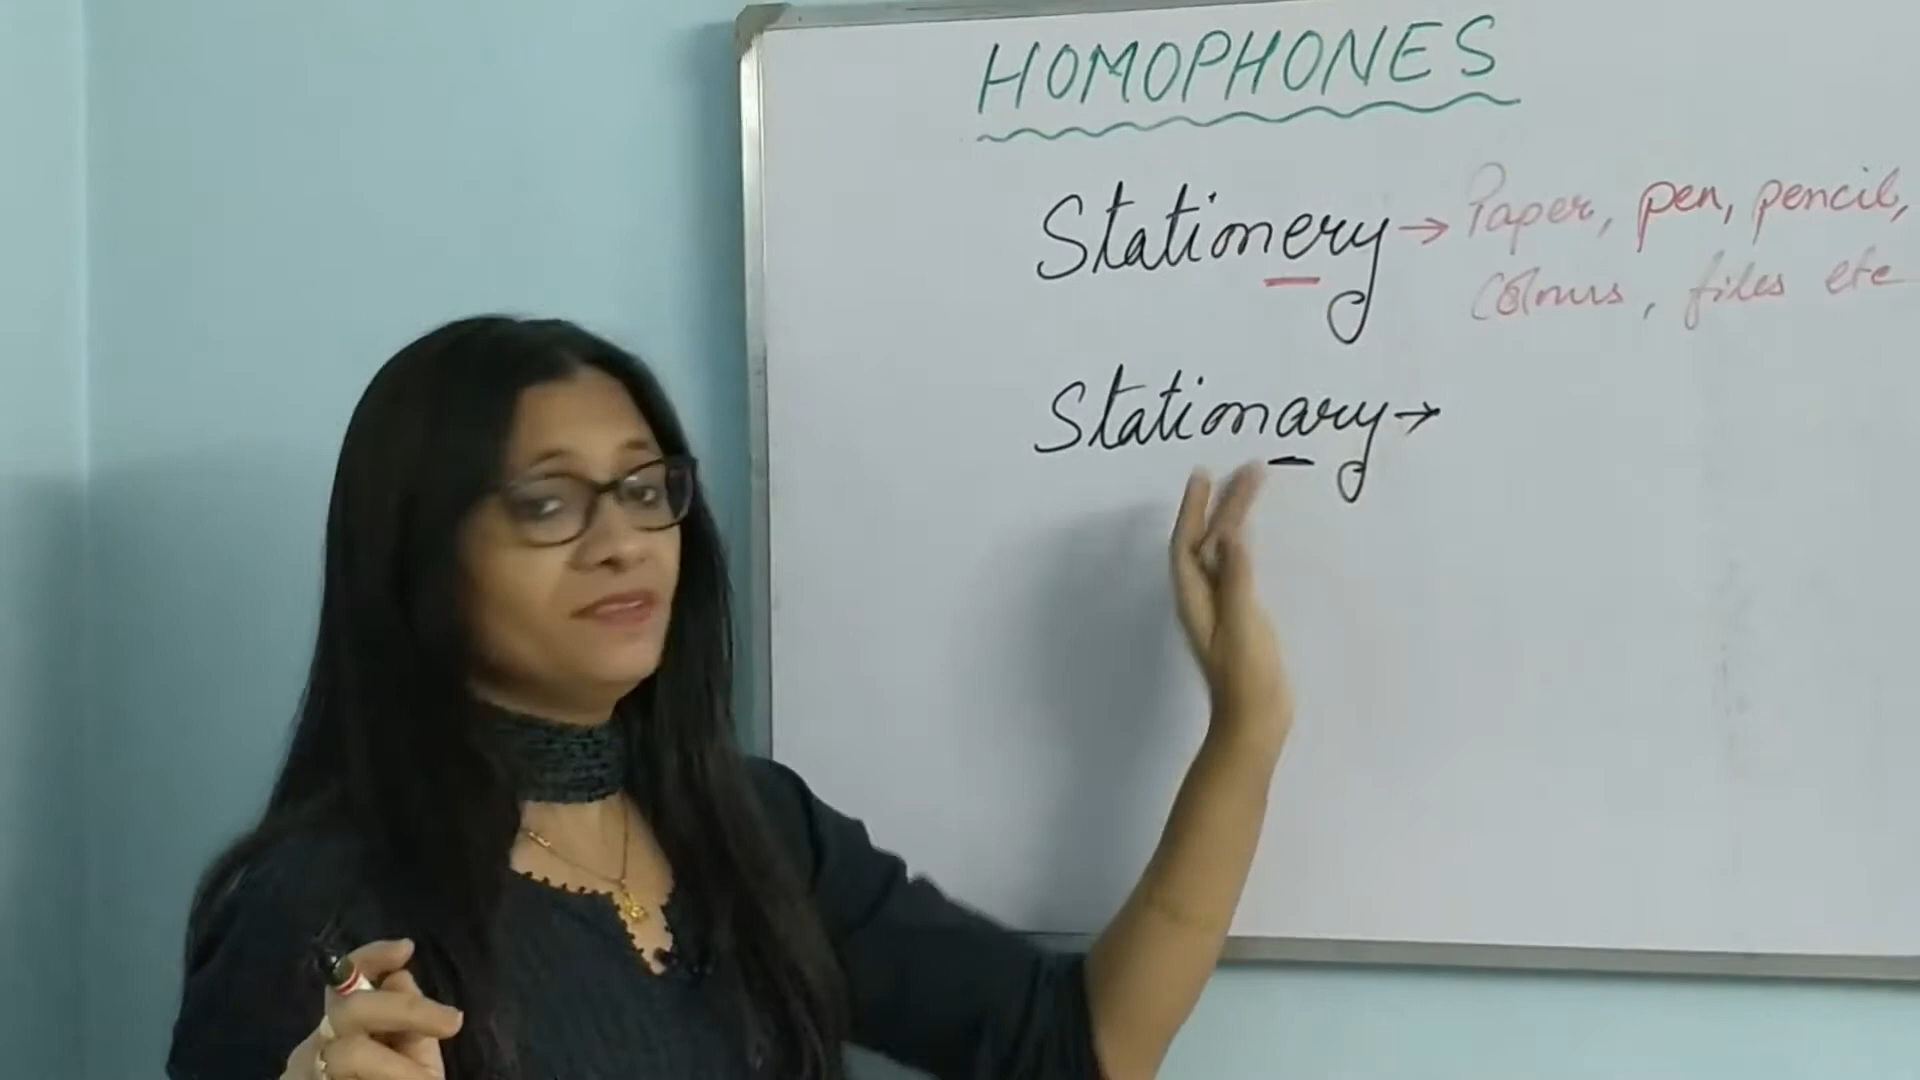 HOMOPHONES
Stationery → Paper, pen, pencil,
Colours, files etc
Stationary →